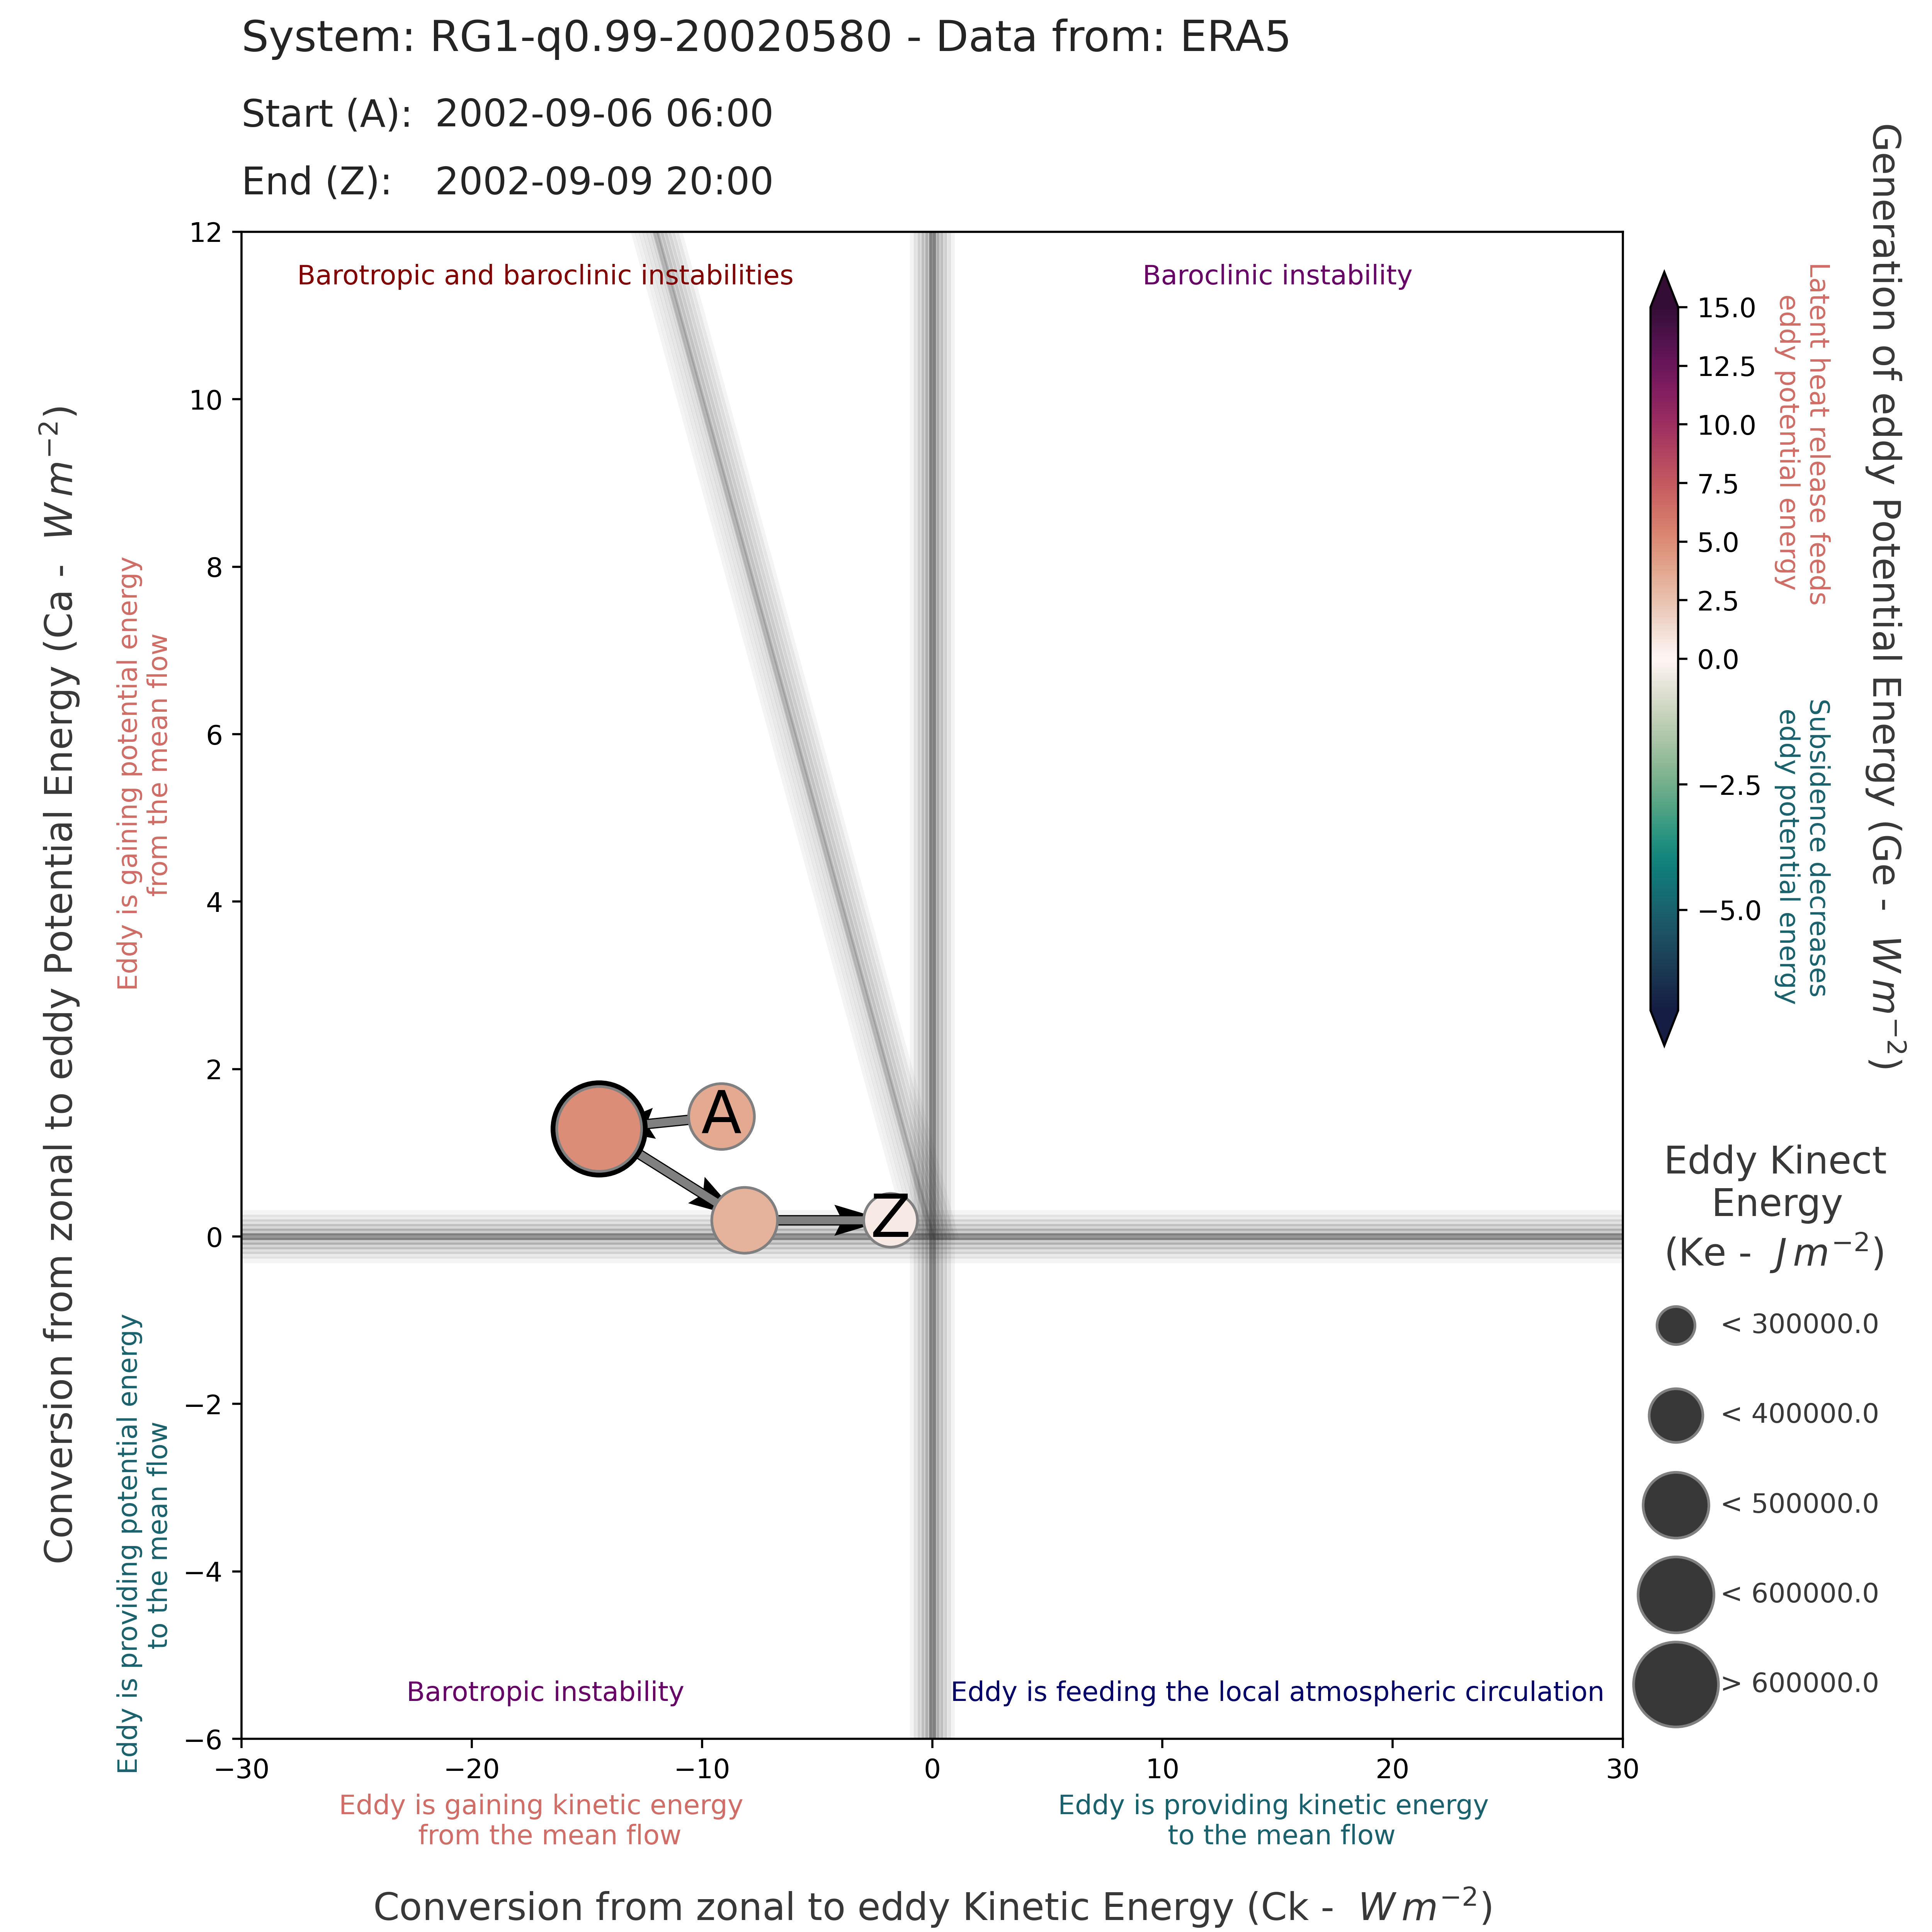 System: RG1-q0.99-20020580 - Data from: ERA5
Start (A): 2002-09-06 06:00
End (Z): 2002-09-09 20:00
Conversion from zonal to eddy Potential Energy (Ca - W m−2)
Eddy is gaining potential energy
from the mean flow
Eddy is providing potential energy
to the mean flow
12
10
8
6
4
2
0
−2
−4
−6
Barotropic and baroclinic instabilities
Baroclinic instability
A
Z
Barotropic instability
Eddy is feeding the local atmospheric circulation
−30
−20
−10
0
10
20
30
Eddy is gaining kinetic energy
from the mean flow
Eddy is providing kinetic energy
to the mean flow
Conversion from zonal to eddy Kinetic Energy (Ck - W m−2)
15.0
12.5
10.0
7.5
5.0
2.5
0.0
−2.5
−5.0
Latent heat release feeds
eddy potential energy
Subsidence decreases
eddy potential energy
Generation of eddy Potential Energy (Ge - W m−2)
Eddy Kinect
Energy
(Ke - J m−2)
< 300000.0
< 400000.0
< 500000.0
< 600000.0
> 600000.0